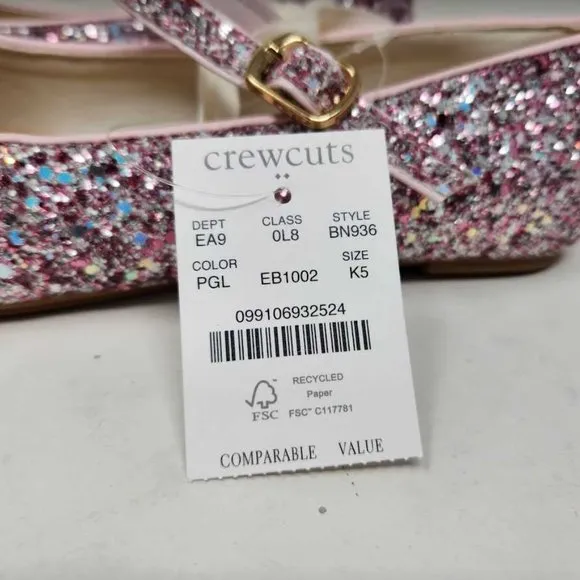 crewcuts
DEPT CLASS STYLE
EA9 0L8 BN936
COLOR SIZE
PGL EB1002 K5
099106932524
RECYCLED
Paper
FSC FSC™ C117781
COMPARABLE VALUE